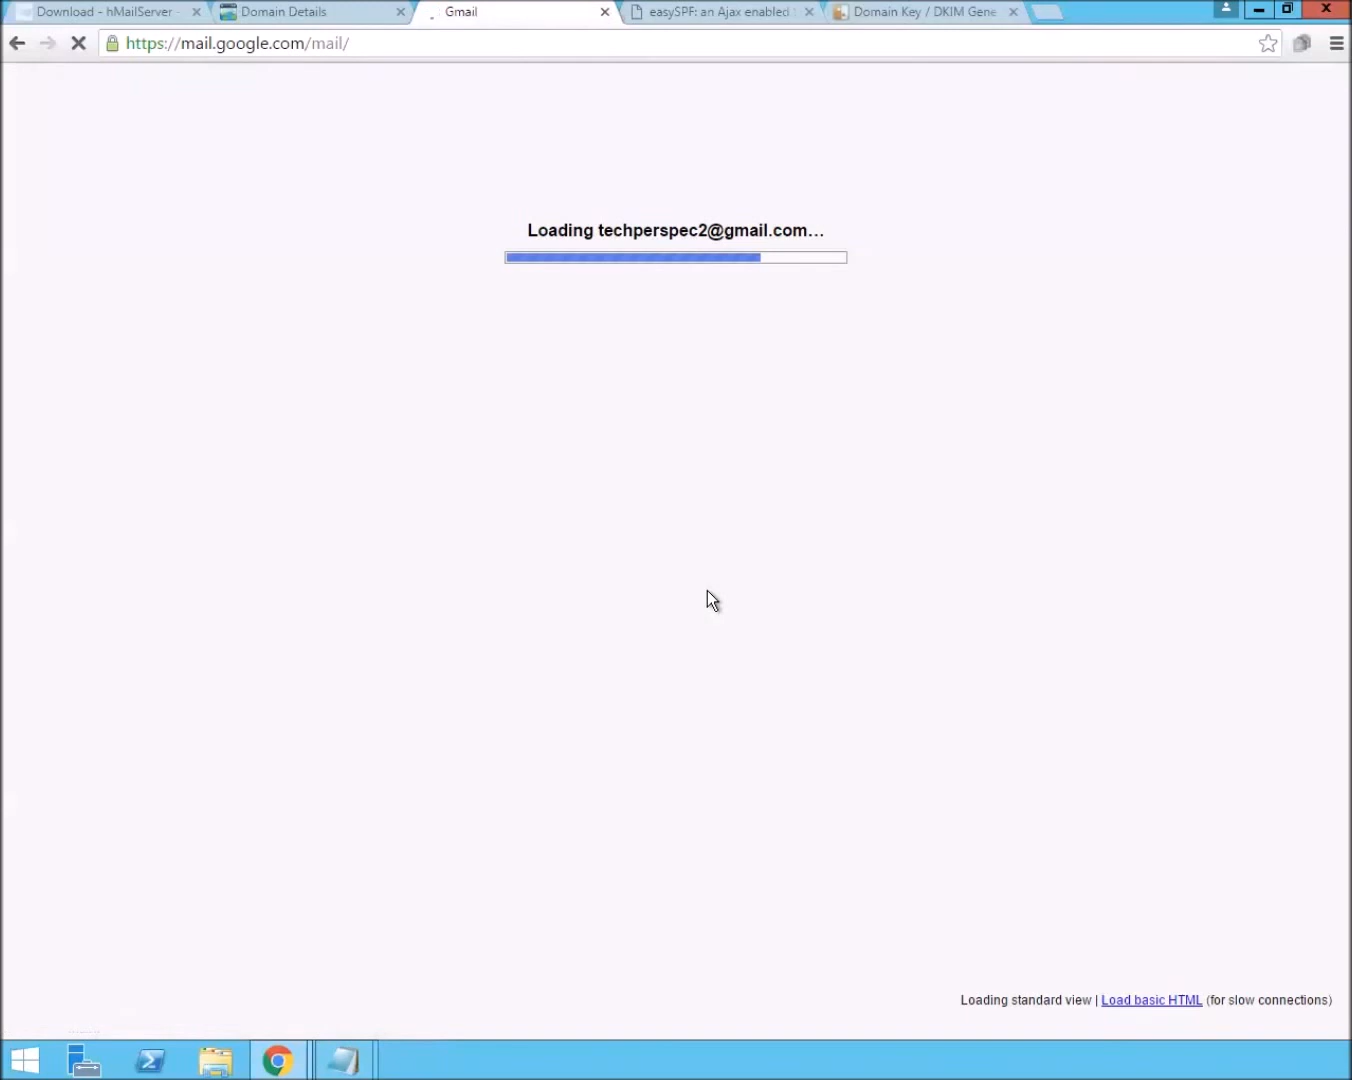 Download - hMailServer -
Domain Details
Gmail
easySPF: an Ajax enabled
Domain Key / DKIM Gene
https://mail.google.com/mail/
Loading techperspec2@gmail.com...
Loading standard view | Load basic HTML (for slow connections)